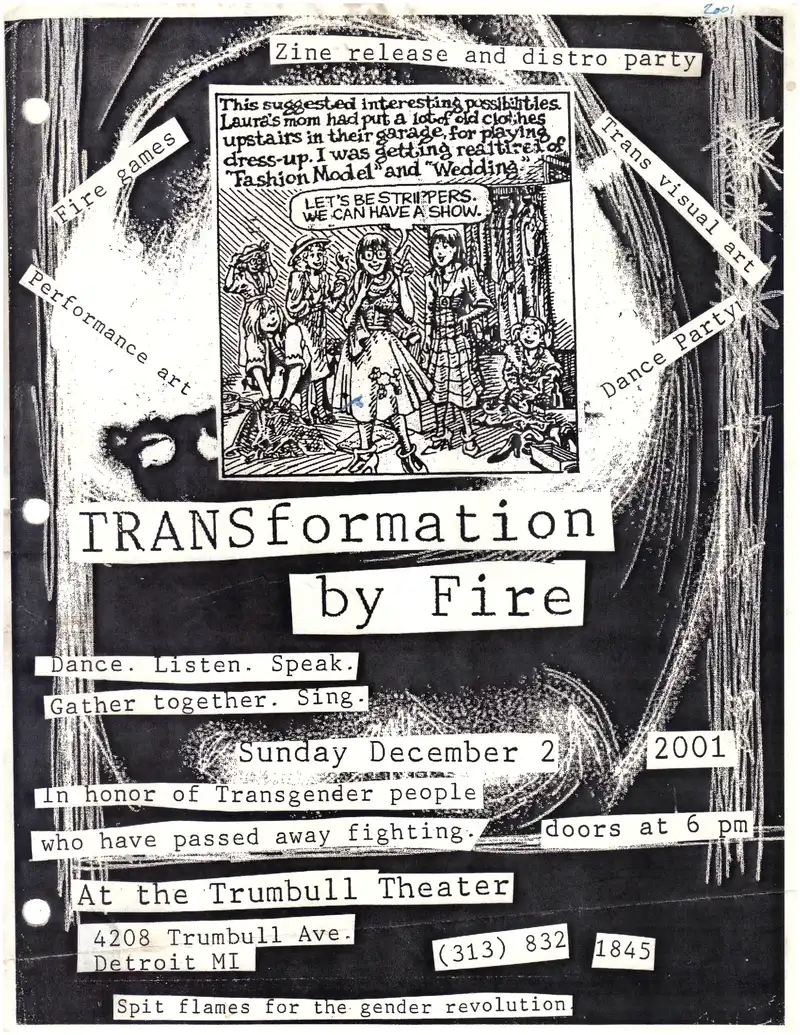 2001
Zine release and distro party
This suggested interesting possibilities.
Laura's mom had put a lot of old clothes
upstairs in their garage, for playing
dress-up. I was getting real tired of
"Fashion Model" and "Wedding."
LET'S BE STRIPPERS.
WE CAN HAVE A SHOW.
Fire games
Trans visual art
Performance art
Dance Party!
TRANSformation
by Fire
Dance. Listen. Speak.
Gather together. Sing.
Sunday December 2 2001
In honor of Transgender people
who have passed away fighting. doors at 6 pm
At the Trumbull Theater
4208 Trumbull Ave.
Detroit MI
(313) 832 1845
Spit flames for the gender revolution.